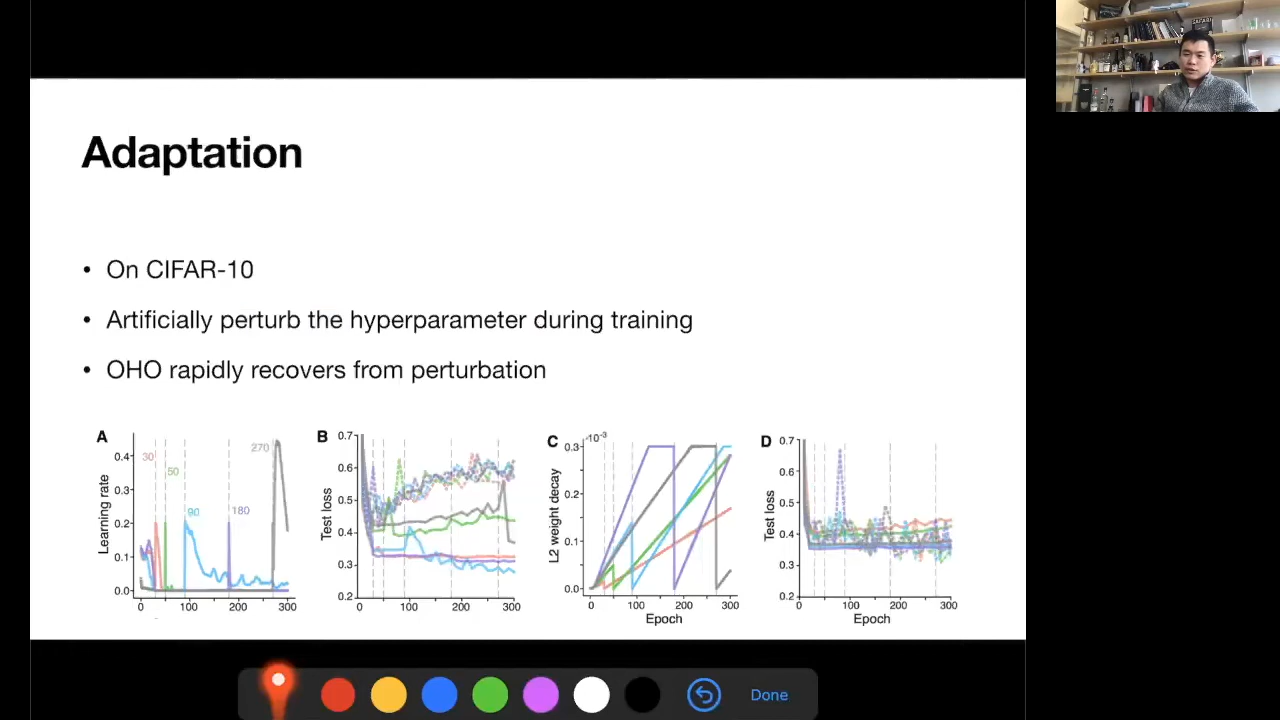 Adaptation
• On CIFAR-10
• Artificially perturb the hyperparameter during training
• OHO rapidly recovers from perturbation
A
Learning rate
0.4
0.3
0.2
0.1
0.0
30
50
90
180
270
0 100 200 300
B
Test loss
0.7
0.6
0.5
0.4
0.3
0.2
0 100 200 300
C
·10⁻³
L2 weight decay
0.3
0.2
0.1
0.0
0 100 200 300
Epoch
D
Test loss
0.7
0.6
0.5
0.4
0.3
0.2
0 100 200 300
Epoch
Done